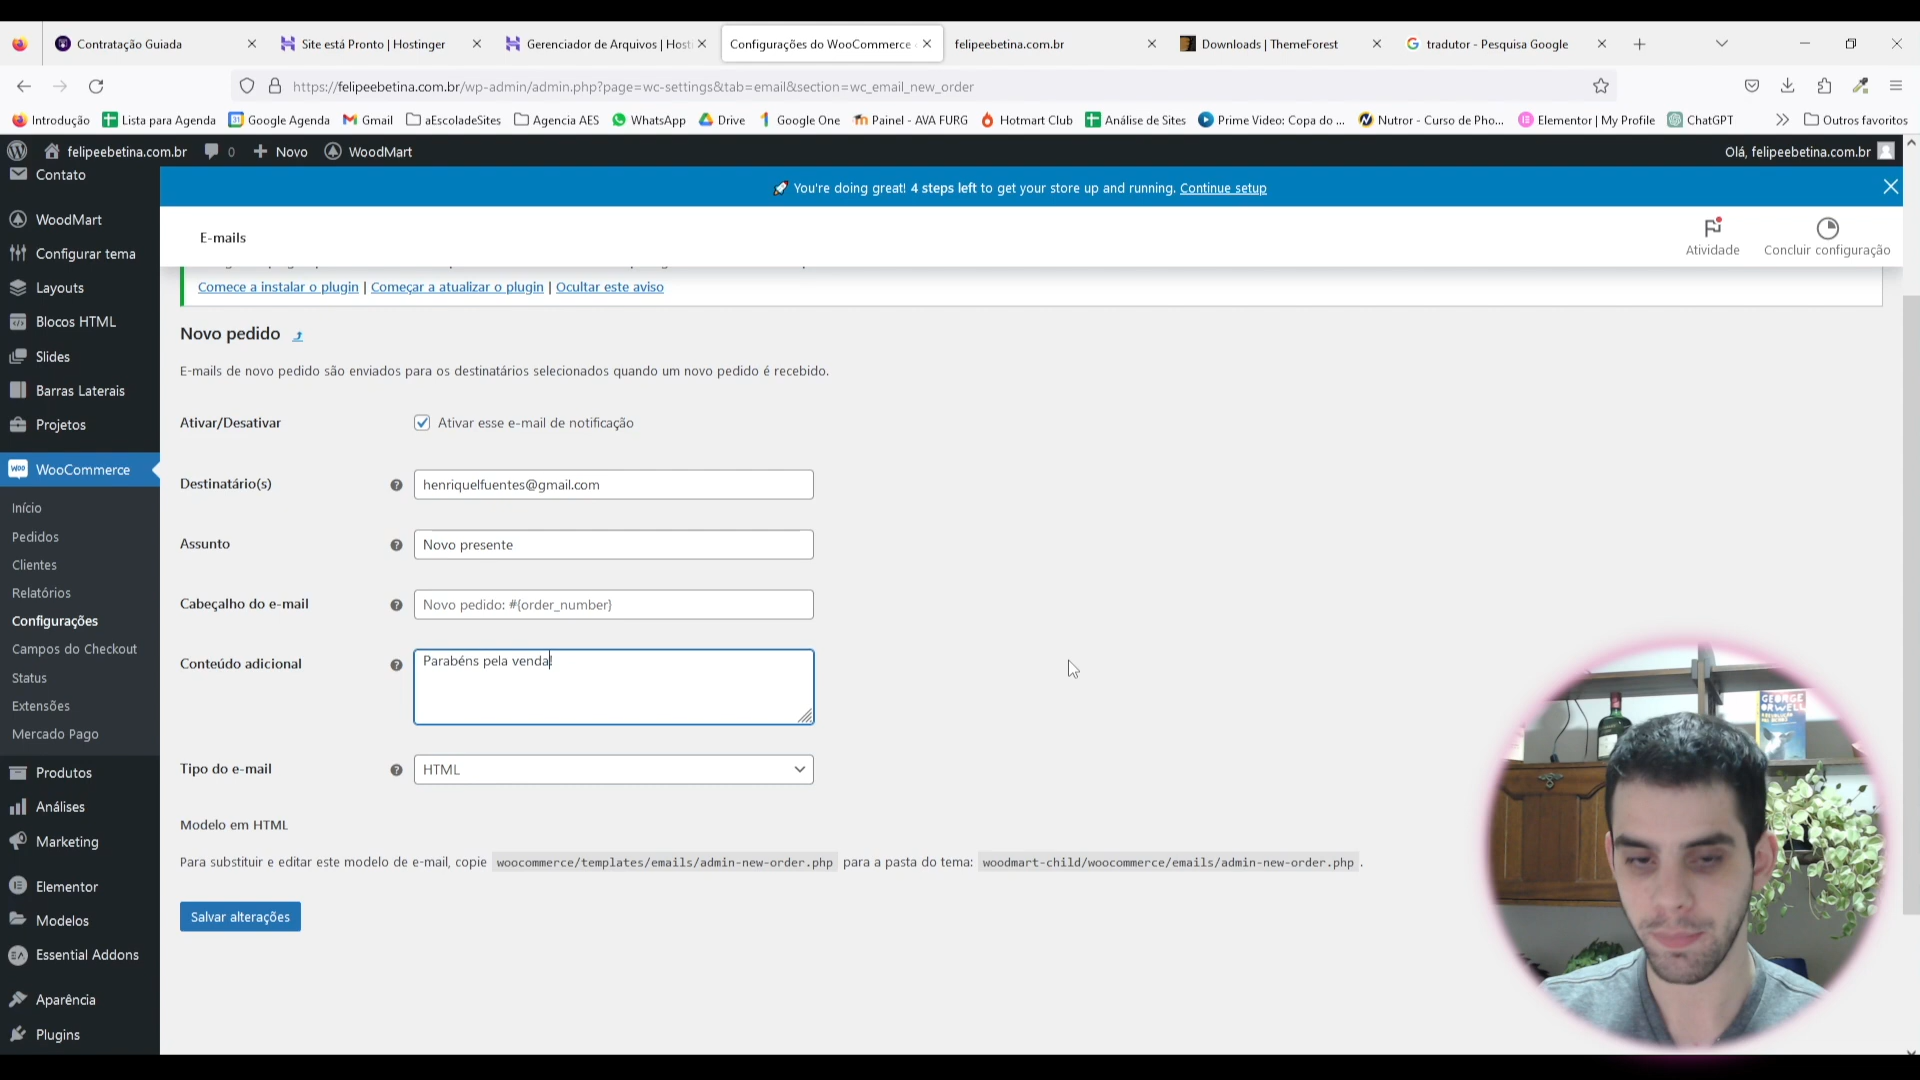 Contratação Guiada
Site está Pronto | Hostinger
Gerenciador de Arquivos | Host
Configurações do WooCommerce
felipeebetina.com.br
Downloads | ThemeForest
tradutor - Pesquisa Google
https://felipeebetina.com.br/wp-admin/admin.php?page=wc-settings&tab=email&section=wc_email_new_order
Introdução
Lista para Agenda
Google Agenda
Gmail
aEscoladeSites
Agencia AES
WhatsApp
Drive
Google One
Painel - AVA FURG
Hotmart Club
Análise de Sites
Prime Video: Copa do ...
Nutror - Curso de Pho...
Elementor | My Profile
ChatGPT
Outros favoritos
felipeebetina.com.br
0
Novo
WoodMart
Olá, felipeebetina.com.br
Contato
WoodMart
Configurar tema
Layouts
Blocos HTML
Slides
Barras Laterais
Projetos
WooCommerce
Início
Pedidos
Clientes
Relatórios
Configurações
Campos do Checkout
Status
Extensões
Mercado Pago
Produtos
Análises
Marketing
Elementor
Modelos
Essential Addons
Aparência
Plugins
You're doing great! 4 steps left to get your store up and running. Continue setup
E-mails
Atividade
Concluir configuração
Comece a instalar o plugin | Começar a atualizar o plugin | Ocultar este aviso
Novo pedido
E-mails de novo pedido são enviados para os destinatários selecionados quando um novo pedido é recebido.
Ativar/Desativar
Ativar esse e-mail de notificação
Destinatário(s)
henriquelfuentes@gmail.com
Assunto
Novo presente
Cabeçalho do e-mail
Novo pedido: #{order_number}
Conteúdo adicional
Parabéns pela venda!
Tipo do e-mail
HTML
Modelo em HTML
Para substituir e editar este modelo de e-mail, copie woocommerce/templates/emails/admin-new-order.php para a pasta do tema: woodmart-child/woocommerce/emails/admin-new-order.php .
Salvar alterações
GEORGE
ORWELL